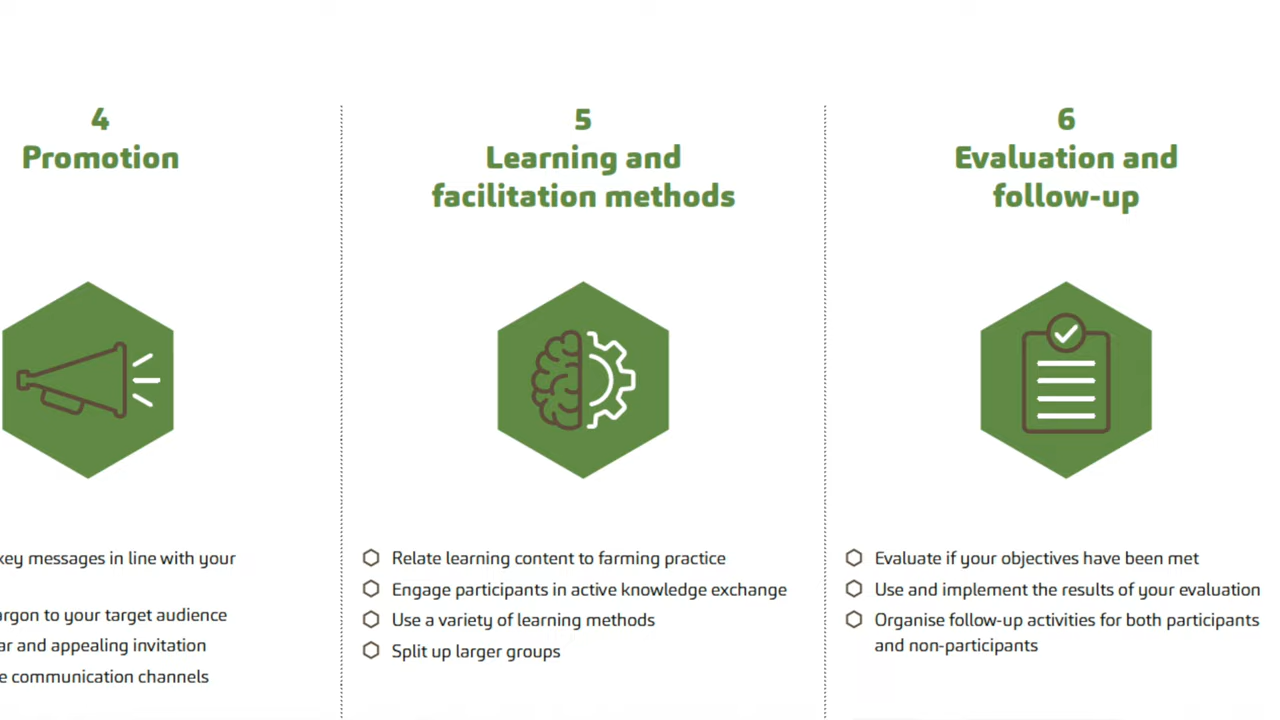 4
Promotion
key messages in line with your
to your target audience
and appealing invitation
communication channels
5
Learning and
facilitation methods
Relate learning content to farming practice
Engage participants in active knowledge exchange
Use a variety of learning methods
Split up larger groups
6
Evaluation and
follow-up
Evaluate if your objectives have been met
Use and implement the results of your evaluation
Organise follow-up activities for both participants
and non-participants